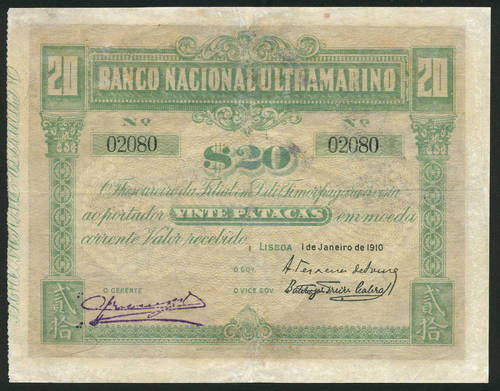 20 BANCO NACIONAL ULTRAMARINO 20
Nº Nº
02080 02080
$20
O Thesoureiro da Filial em Dili-Timor pagará á vista
ao portador VINTE PATACAS em moeda
corrente Valor recebido.
LISBOA 1 de Janeiro de 1910
O GOV.
O GERENTE O VICE GOV.
貳拾 貳拾